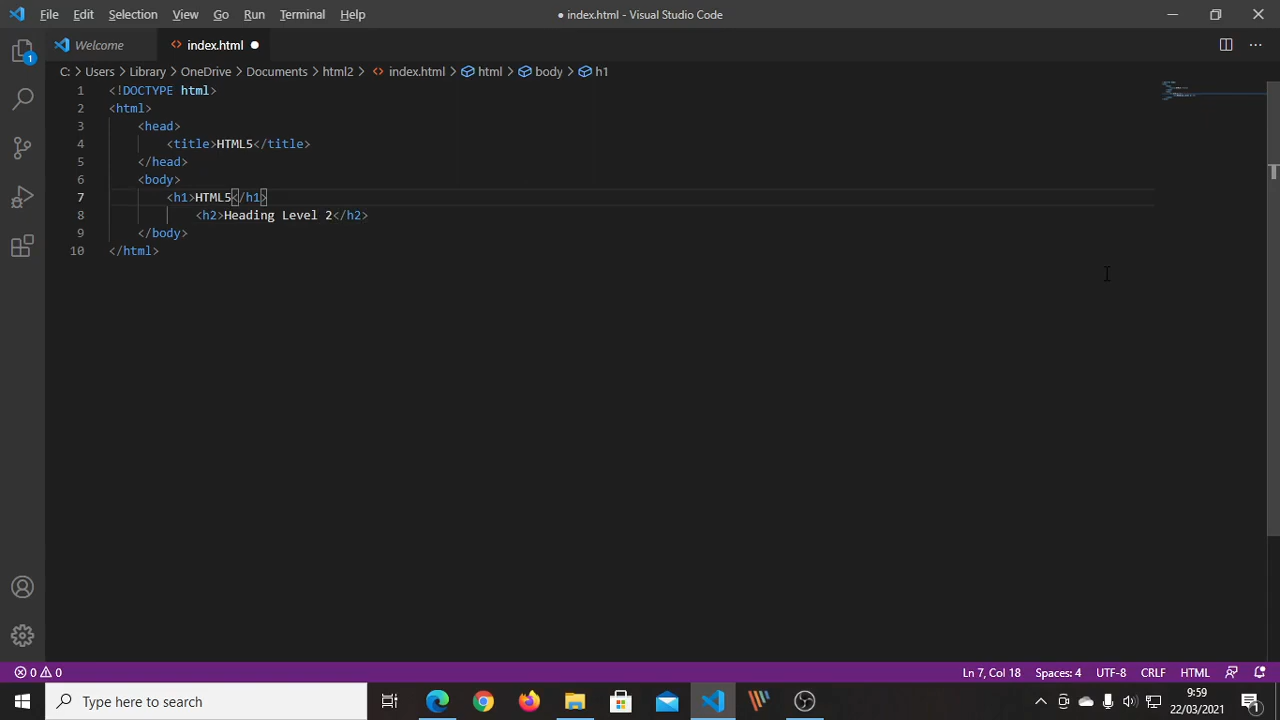 File Edit Selection View Go Run Terminal Help ● index.html - Visual Studio Code
Welcome index.html ●
C: > Users > Library > OneDrive > Documents > html2 > index.html > html > body > h1
1 <!DOCTYPE html>
2 <html>
3 <head>
4 <title>HTML5</title>
5 </head>
6 <body>
7 <h1>HTML5</h1>
8 <h2>Heading Level 2</h2>
9 </body>
10 </html>
1
0 0 Ln 7, Col 18 Spaces: 4 UTF-8 CRLF HTML
Type here to search 9:59
22/03/2021 1